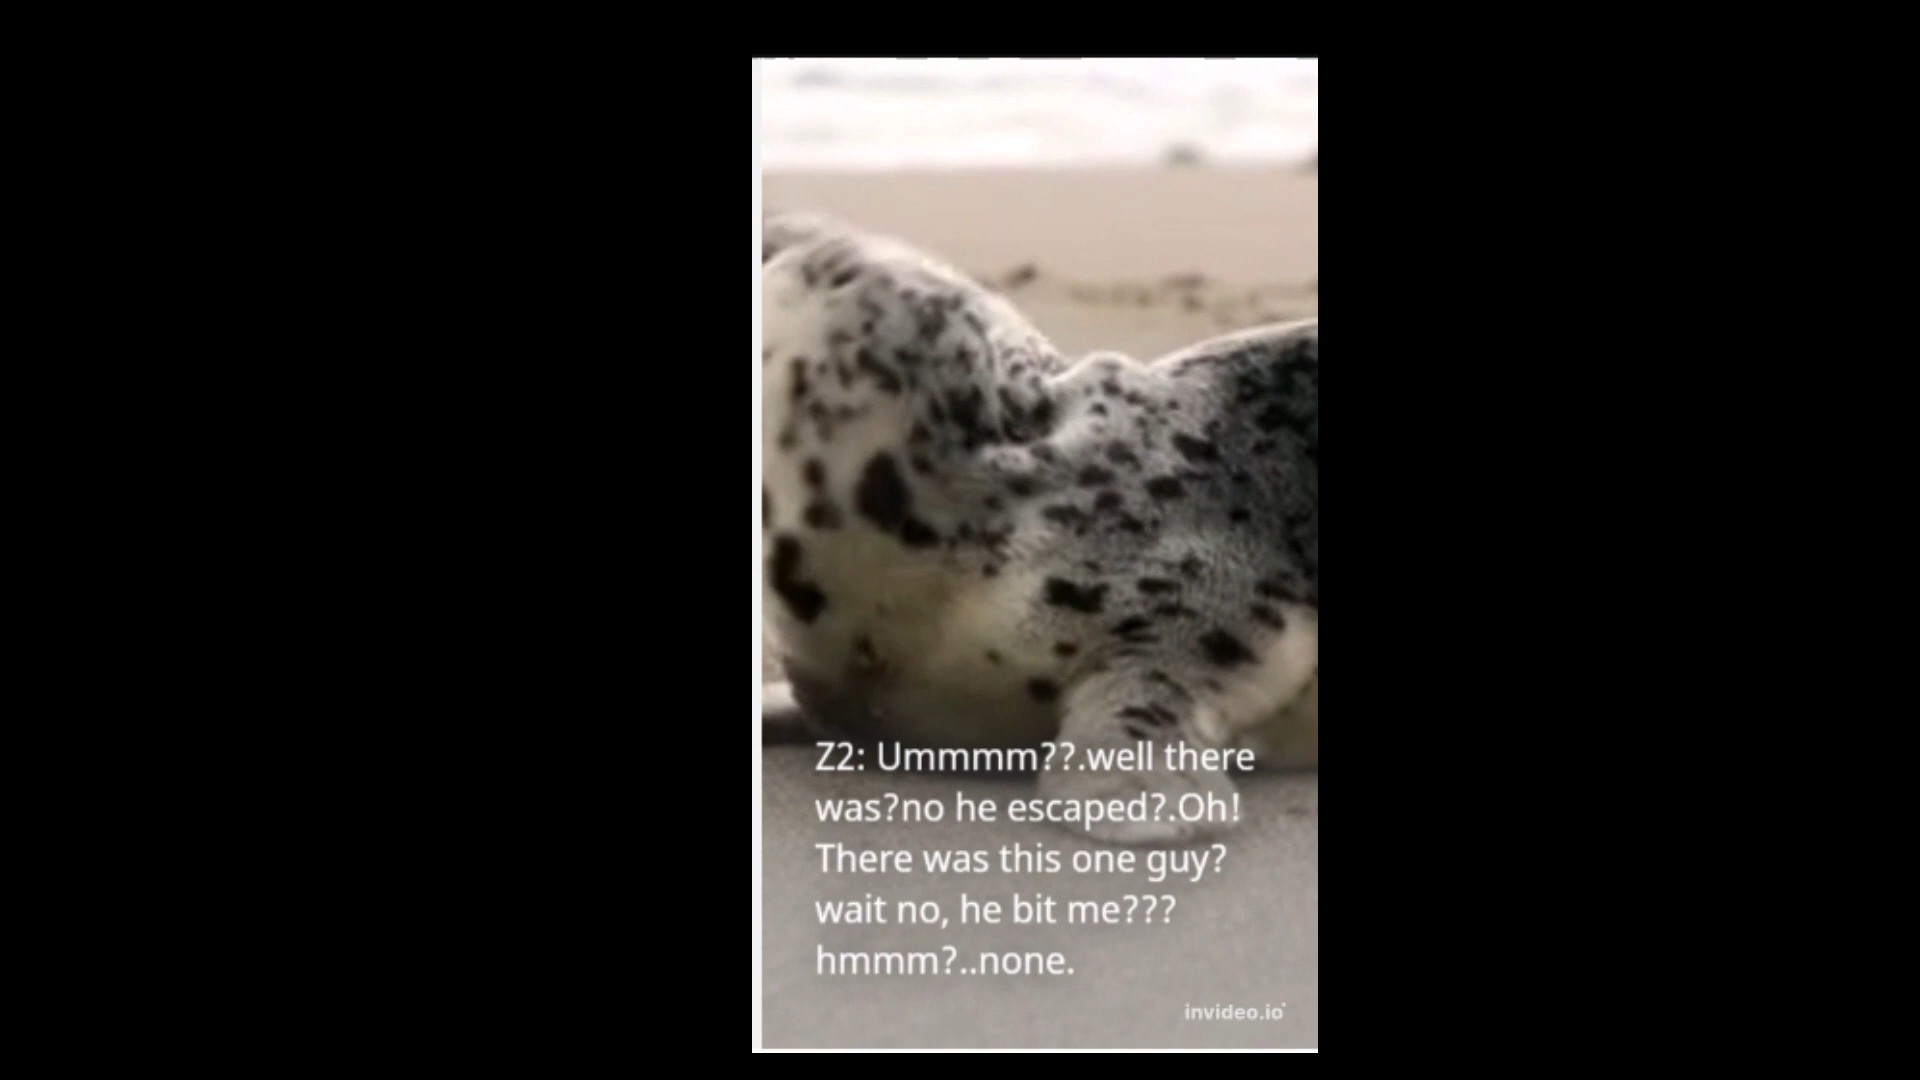 Z2: Ummmm??.well there
was?no he escaped?.Oh!
There was this one guy?
wait no, he bit me???
hmmm?..none.
invideo.io